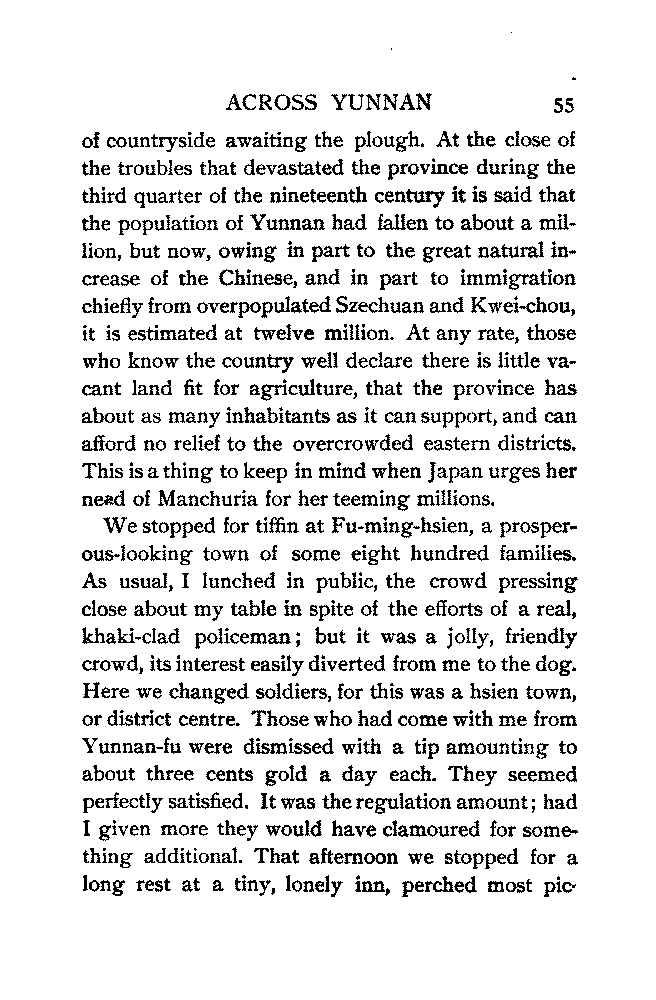 ACROSS YUNNAN 55
of countryside awaiting the plough. At the close of
the troubles that devastated the province during the
third quarter of the nineteenth century it is said that
the population of Yunnan had fallen to about a mil-
lion, but now, owing in part to the great natural in-
crease of the Chinese, and in part to immigration
chiefly from overpopulated Szechuan and Kwei-chou,
it is estimated at twelve million. At any rate, those
who know the country well declare there is little va-
cant land fit for agriculture, that the province has
about as many inhabitants as it can support, and can
afford no relief to the overcrowded eastern districts.
This is a thing to keep in mind when Japan urges her
need of Manchuria for her teeming millions.
We stopped for tiffin at Fu-ming-hsien, a prosper-
ous-looking town of some eight hundred families.
As usual, I lunched in public, the crowd pressing
close about my table in spite of the efforts of a real,
khaki-clad policeman; but it was a jolly, friendly
crowd, its interest easily diverted from me to the dog.
Here we changed soldiers, for this was a hsien town,
or district centre. Those who had come with me from
Yunnan-fu were dismissed with a tip amounting to
about three cents gold a day each. They seemed
perfectly satisfied. It was the regulation amount; had
I given more they would have clamoured for some-
thing additional. That afternoon we stopped for a
long rest at a tiny, lonely inn, perched most pic-